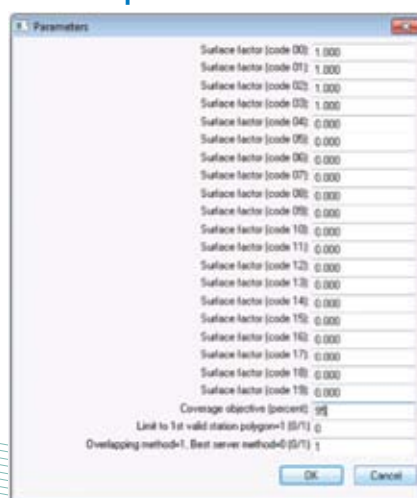 Parameters
Surface factor (code 00): 1.000
Surface factor (code 01): 1.000
Surface factor (code 02): 1.000
Surface factor (code 03): 1.000
Surface factor (code 04): 0.000
Surface factor (code 05): 0.000
Surface factor (code 06): 0.000
Surface factor (code 07): 0.000
Surface factor (code 08): 0.000
Surface factor (code 09): 0.000
Surface factor (code 10): 0.000
Surface factor (code 11): 0.000
Surface factor (code 12): 0.000
Surface factor (code 13): 0.000
Surface factor (code 14): 0.000
Surface factor (code 15): 0.000
Surface factor (code 16): 0.000
Surface factor (code 17): 0.000
Surface factor (code 18): 0.000
Surface factor (code 19): 0.000
Coverage objective (percent): 95
Limit to 1st valid station polygon=1 (0/1) 0
Overlapping method=1, Best server method=0 (0/1) 1
OK Cancel